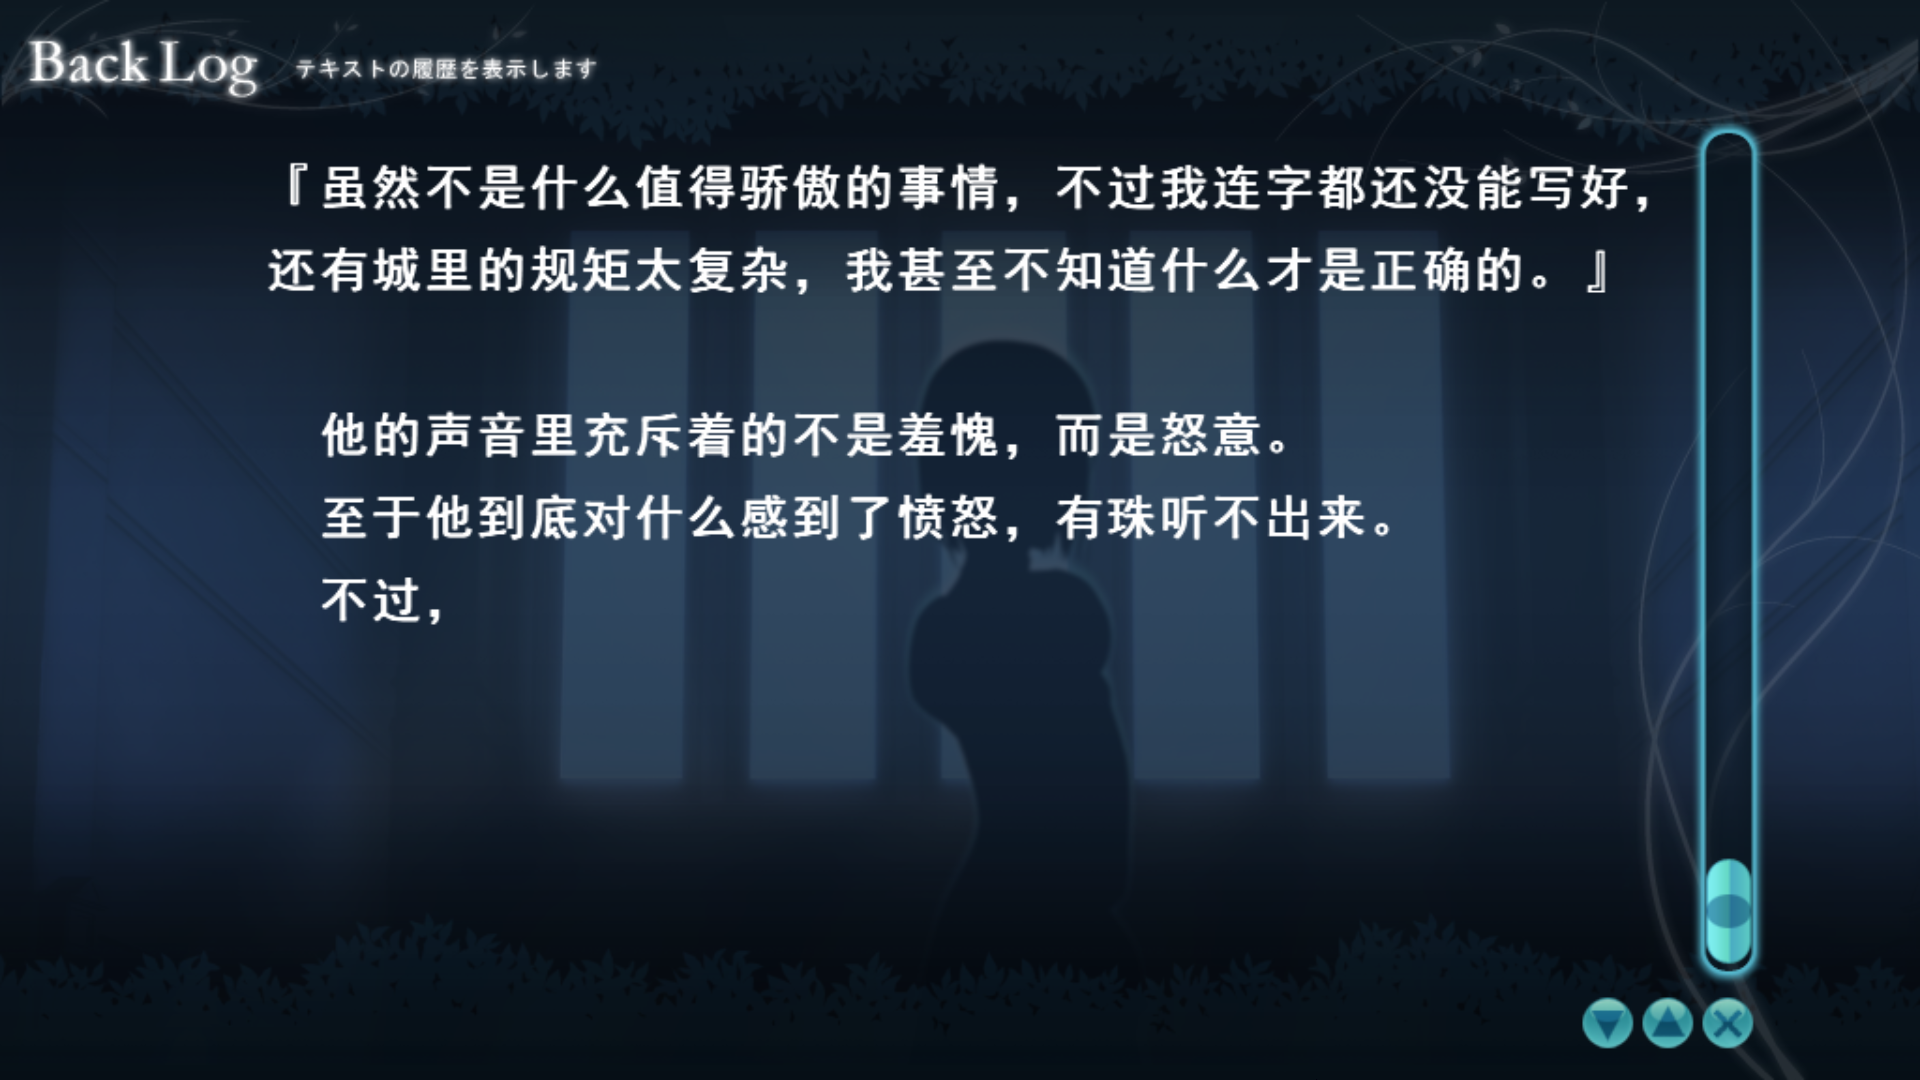 Back Log テキストの履歴を表示します
『虽然不是什么值得骄傲的事情，不过我连字都还没能写好，
还有城里的规矩太复杂，我甚至不知道什么才是正确的。』
他的声音里充斥着的不是羞愧，而是怒意。
至于他到底对什么感到了愤怒，有珠听不出来。
不过，